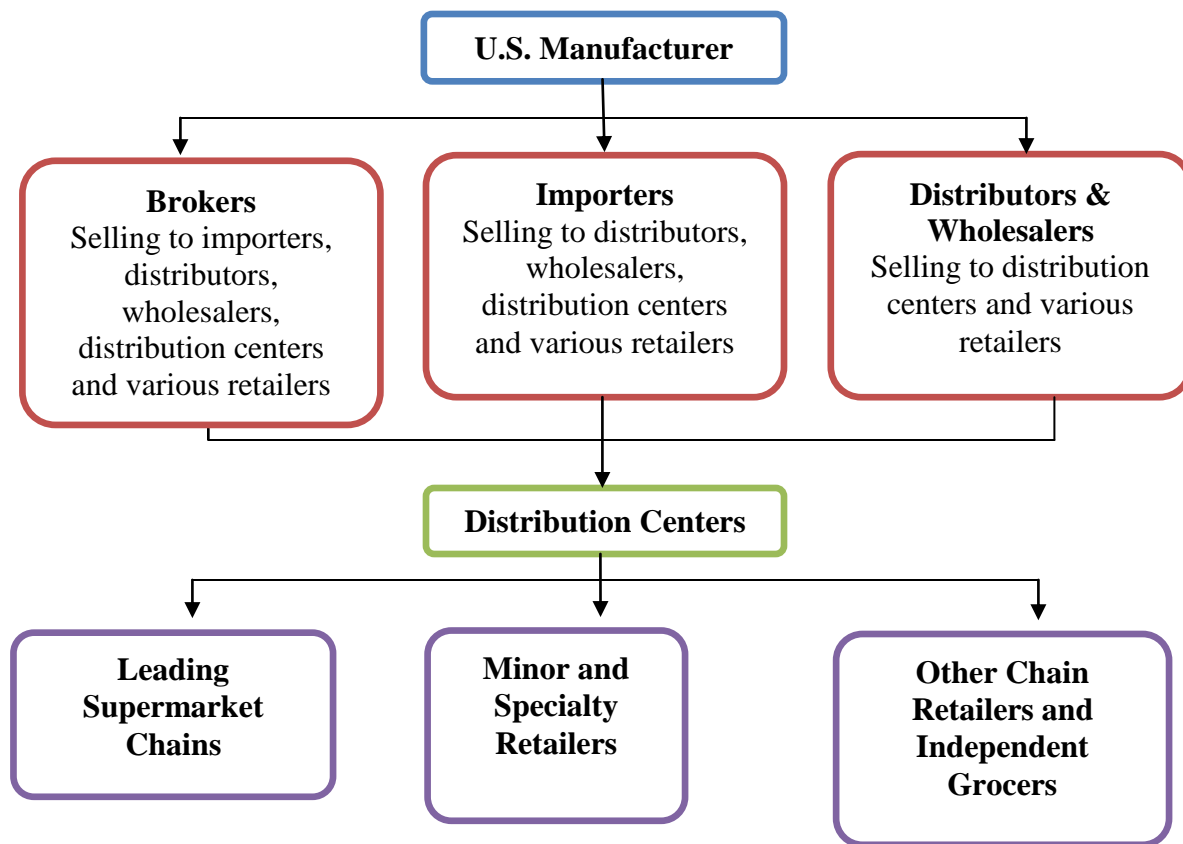 U.S. Manufacturer
Brokers
Selling to importers,
distributors,
wholesalers,
distribution centers
and various retailers
Importers
Selling to distributors,
wholesalers,
distribution centers
and various retailers
Distributors &
Wholesalers
Selling to distribution
centers and various
retailers
Distribution Centers
Leading
Supermarket
Chains
Minor and
Specialty
Retailers
Other Chain
Retailers and
Independent
Grocers